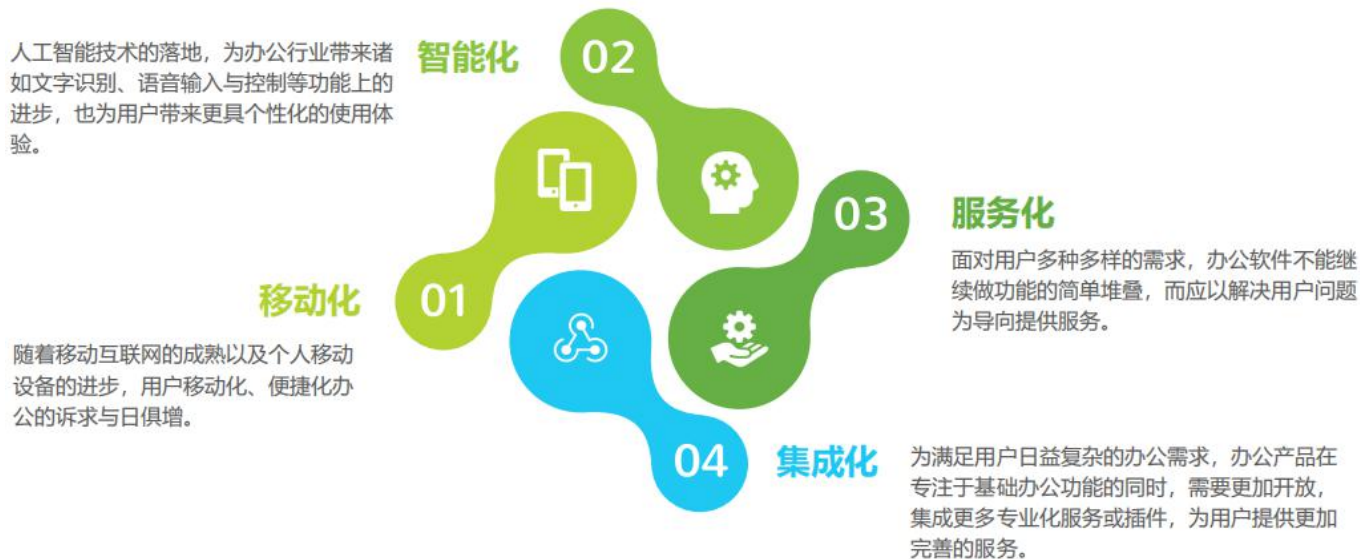 人工智能技术的落地，为办公行业带来诸
如文字识别、语音输入与控制等功能上的
进步，也为用户带来更具个性化的使用体
验。
智能化
02
03
服务化
面对用户多种多样的需求，办公软件不能继
续做功能的简单堆叠，而应以解决用户问题
为导向提供服务。
移动化
01
随着移动互联网的成熟以及个人移动
设备的进步，用户移动化、便捷化办
公的诉求与日俱增。
04
集成化
为满足用户日益复杂的办公需求，办公产品在
专注于基础办公功能的同时，需要更加开放，
集成更多专业化服务或插件，为用户提供更加
完善的服务。